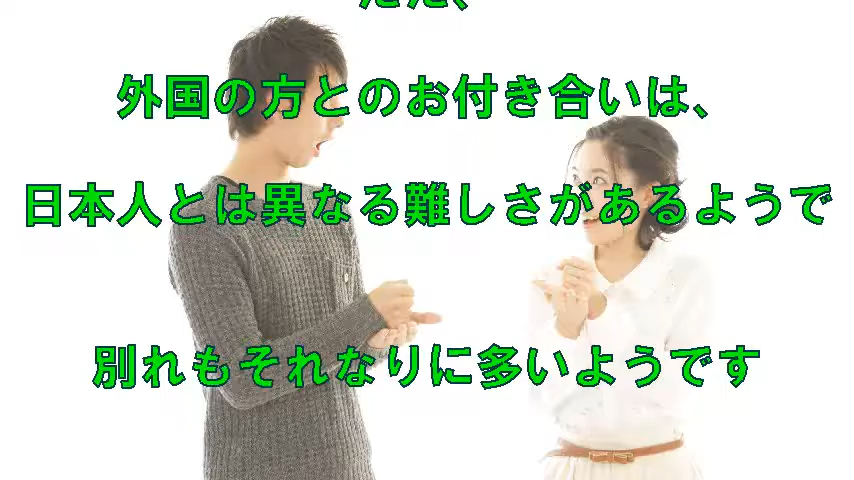 ただ、
外国の方とのお付き合いは、
日本人とは異なる難しさがあるようで
別れもそれなりに多いようです